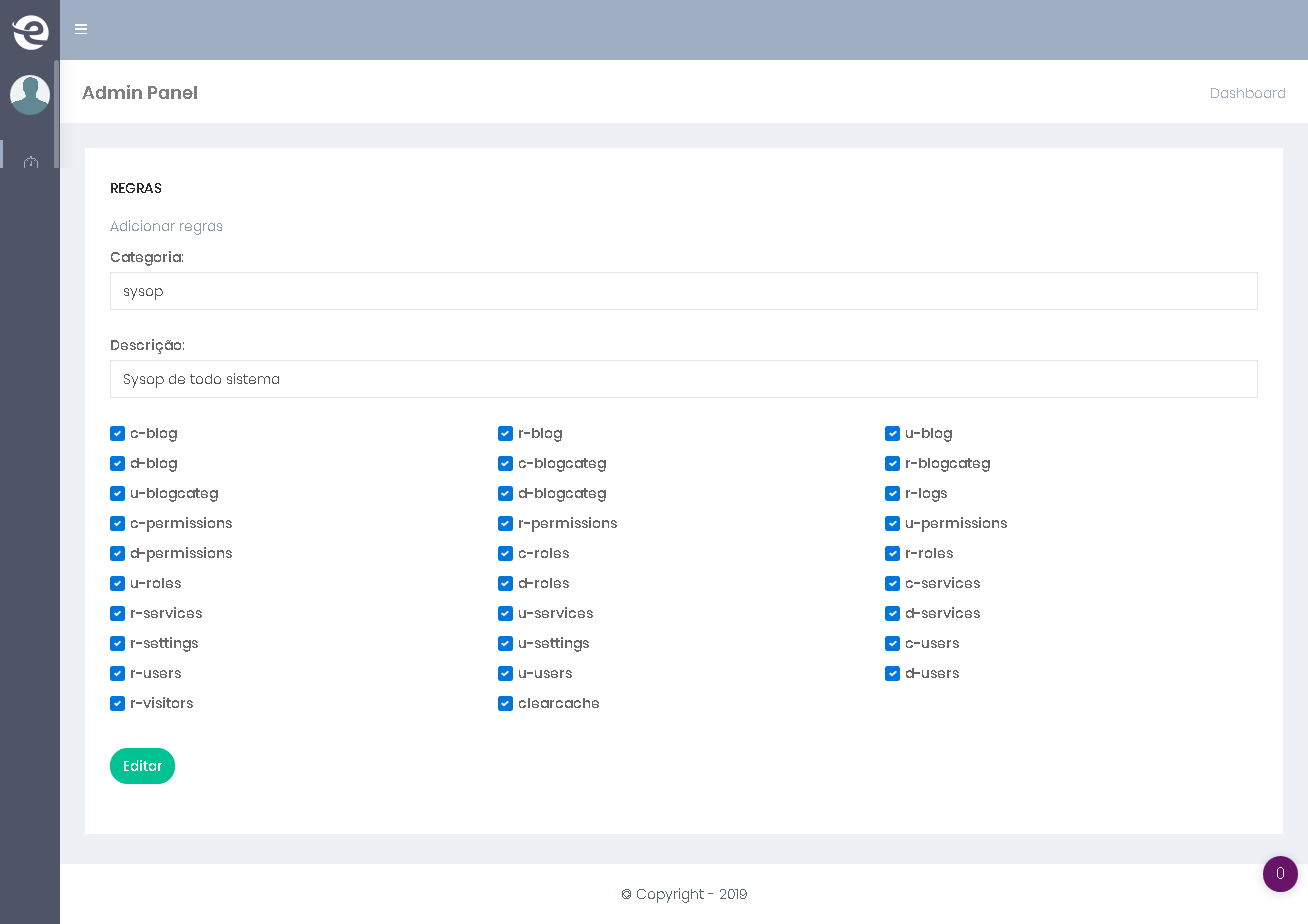 Admin Panel
Dashboard
REGRAS
Adicionar regras
Categoria:
sysop
Descrição:
Sysop de todo sistema
c-blog r-blog u-blog
d-blog c-blogcateg r-blogcateg
u-blogcateg d-blogcateg r-logs
c-permissions r-permissions u-permissions
d-permissions c-roles r-roles
u-roles d-roles c-services
r-services u-services d-services
r-settings u-settings c-users
r-users u-users d-users
r-visitors clearcache
Editar
0
© Copyright - 2019